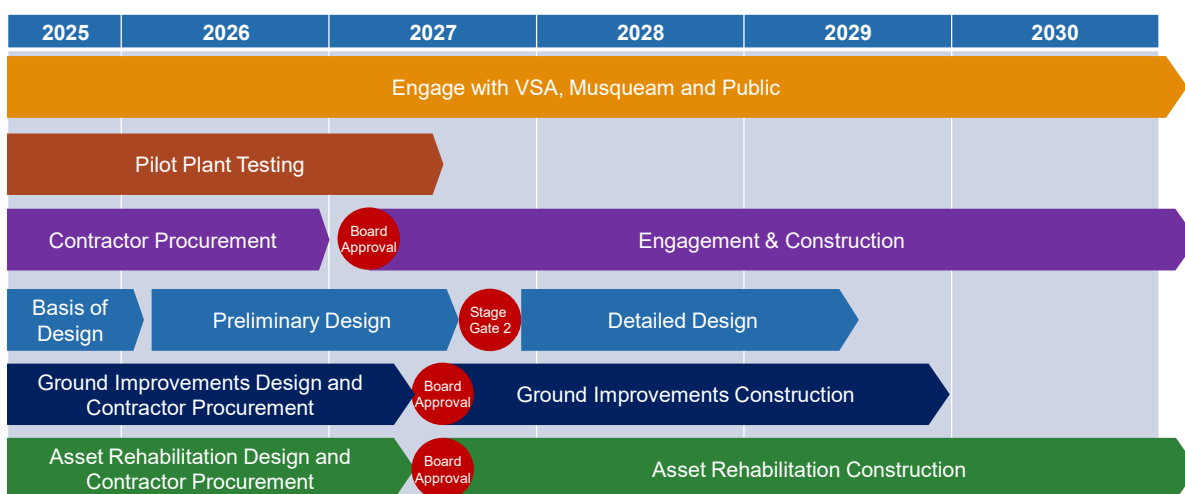 2025 2026 2027 2028 2029 2030
Engage with VSA, Musqueam and Public
Pilot Plant Testing
Contractor Procurement
Board
Approval
Engagement & Construction
Basis of
Design
Preliminary Design
Stage
Gate 2
Detailed Design
Ground Improvements Design and
Contractor Procurement
Board
Approval
Ground Improvements Construction
Asset Rehabilitation Design and
Contractor Procurement
Board
Approval
Asset Rehabilitation Construction